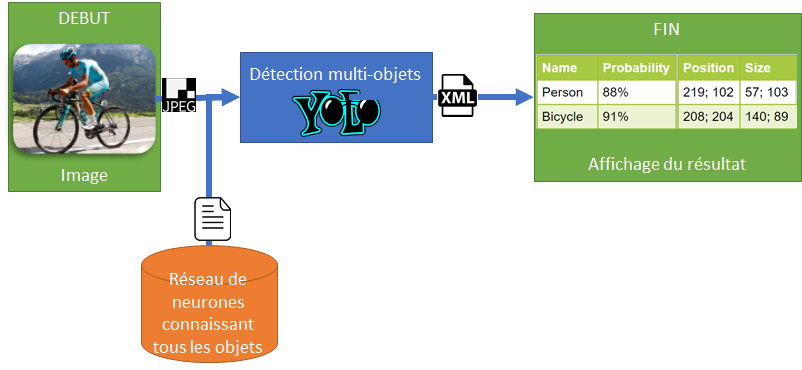 DEBUT
Image
JPEG
Réseau de
neurones
connaissant
tous les objets
Détection multi-objets
YOLO
XML
FIN
Name Probability Position Size
Person 88% 219; 102 57; 103
Bicycle 91% 208; 204 140; 89
Affichage du résultat